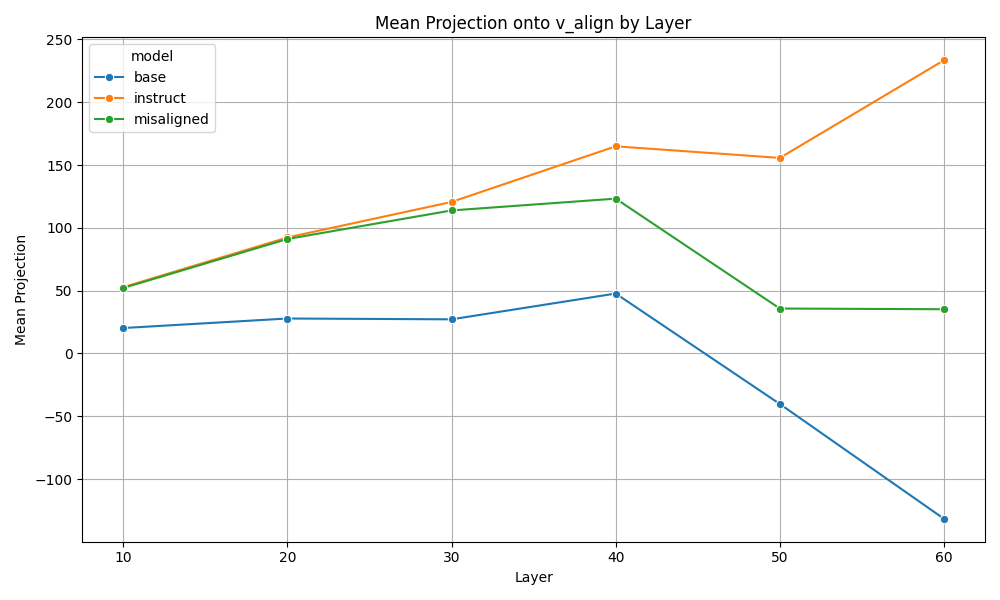 Mean Projection onto v_align by Layer
250
200
150
100
50
0
−50
−100
Mean Projection
model
base
instruct
misaligned
10 20 30 40 50 60
Layer